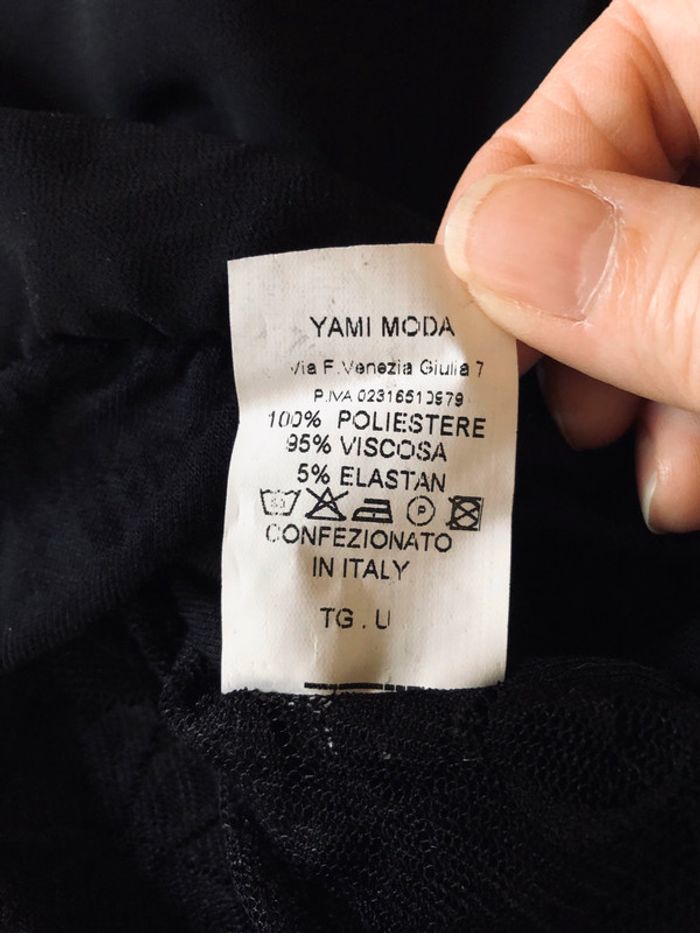 YAMI MODA
Via F.Venezia Giulia 7
P.IVA 02316510979
100% POLIESTERE
95% VISCOSA
5% ELASTAN
P
CONFEZIONATO
IN ITALY
TG. U